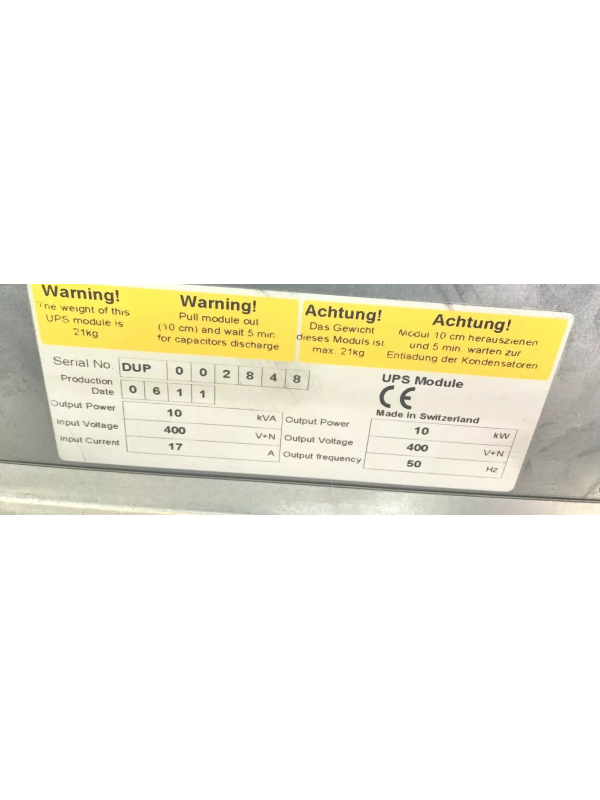 Warning!
The weight of this
UPS module is
21kg
Warning!
Pull module out
(10 cm) and wait 5 min.
for capacitors discharge
Achtung!
Das Gewicht
dieses Moduls ist
max. 21kg
Achtung!
Modul 10 cm herausziehen
und 5 min. warten zur
Entladung der Kondensatoren
Serial No. DUP 0 0 2 8 4 8
Production
Date 0 6 1 1
UPS Module
CE
Made in Switzerland
Output Power 10 kVA
Input Voltage 400 V+N
Input Current 17 A
Output Power 10 kW
Output Voltage 400 V+N
Output frequency 50 Hz